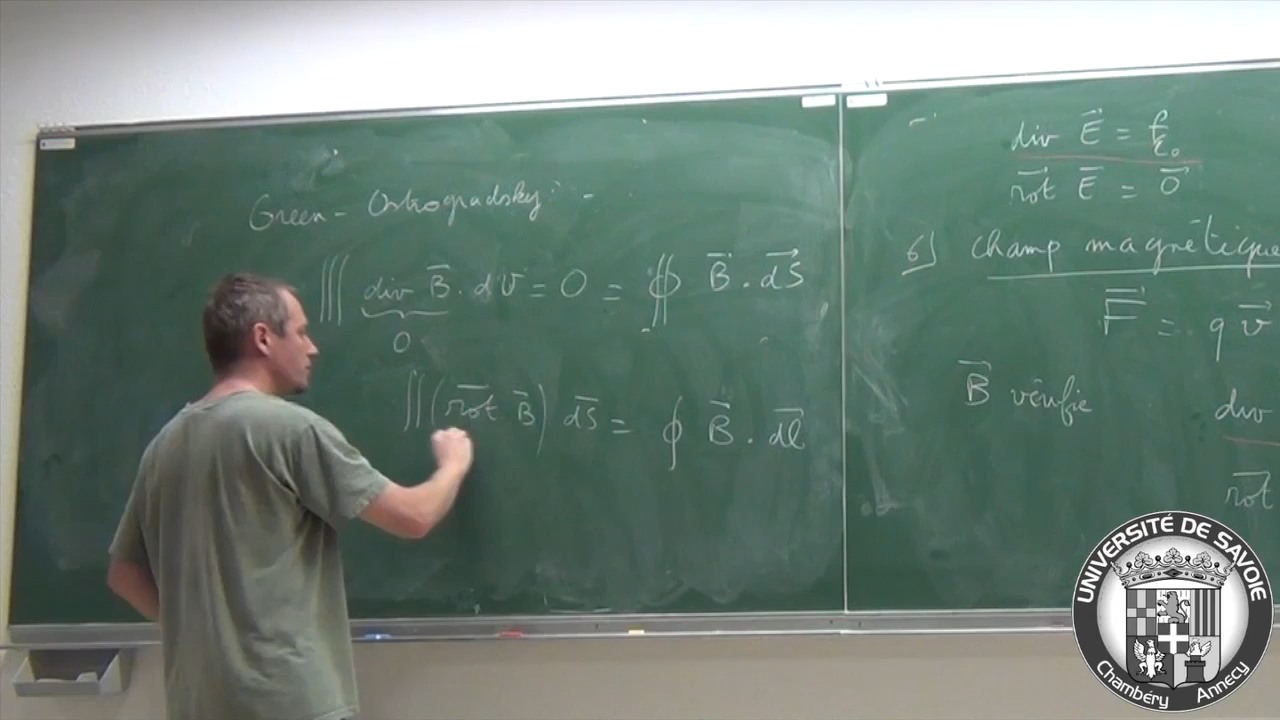 Green - Ostrogradsky : -
∭ div B⃗ . dv = 0 = ∯ B⃗ . dS⃗
0
∬ (rot⃗ B⃗) dS⃗ = ∮ B⃗ . dl⃗
div E⃗ = ρ/ε₀
rot⃗ E⃗ = 0⃗
6) champ magnétique
F⃗ = q v⃗
B⃗ vérifie div
rot⃗
UNIVERSITÉ DE SAVOIE
Chambéry Annecy